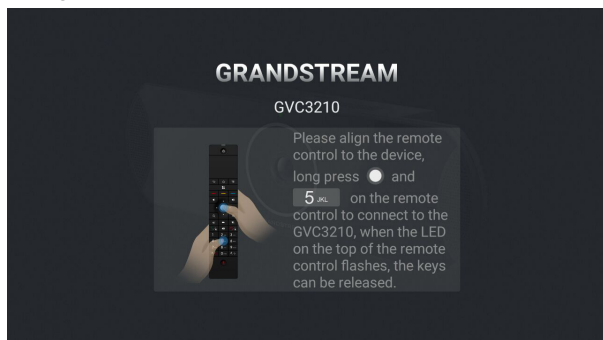 GRANDSTREAM
GVC3210
Please align the remote
control to the device,
long press and
5 JKL on the remote
control to connect to the
GVC3210, when the LED
on the top of the remote
control flashes, the keys
can be released.